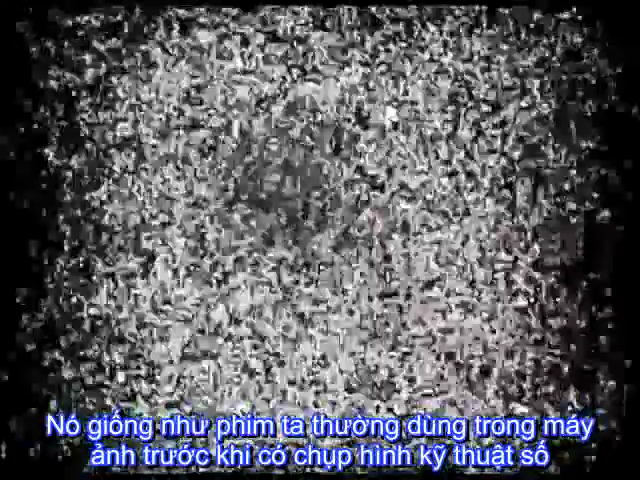 Nó giống như phim ta thường dùng trong máy
ảnh trước khi có chụp hình kỹ thuật số